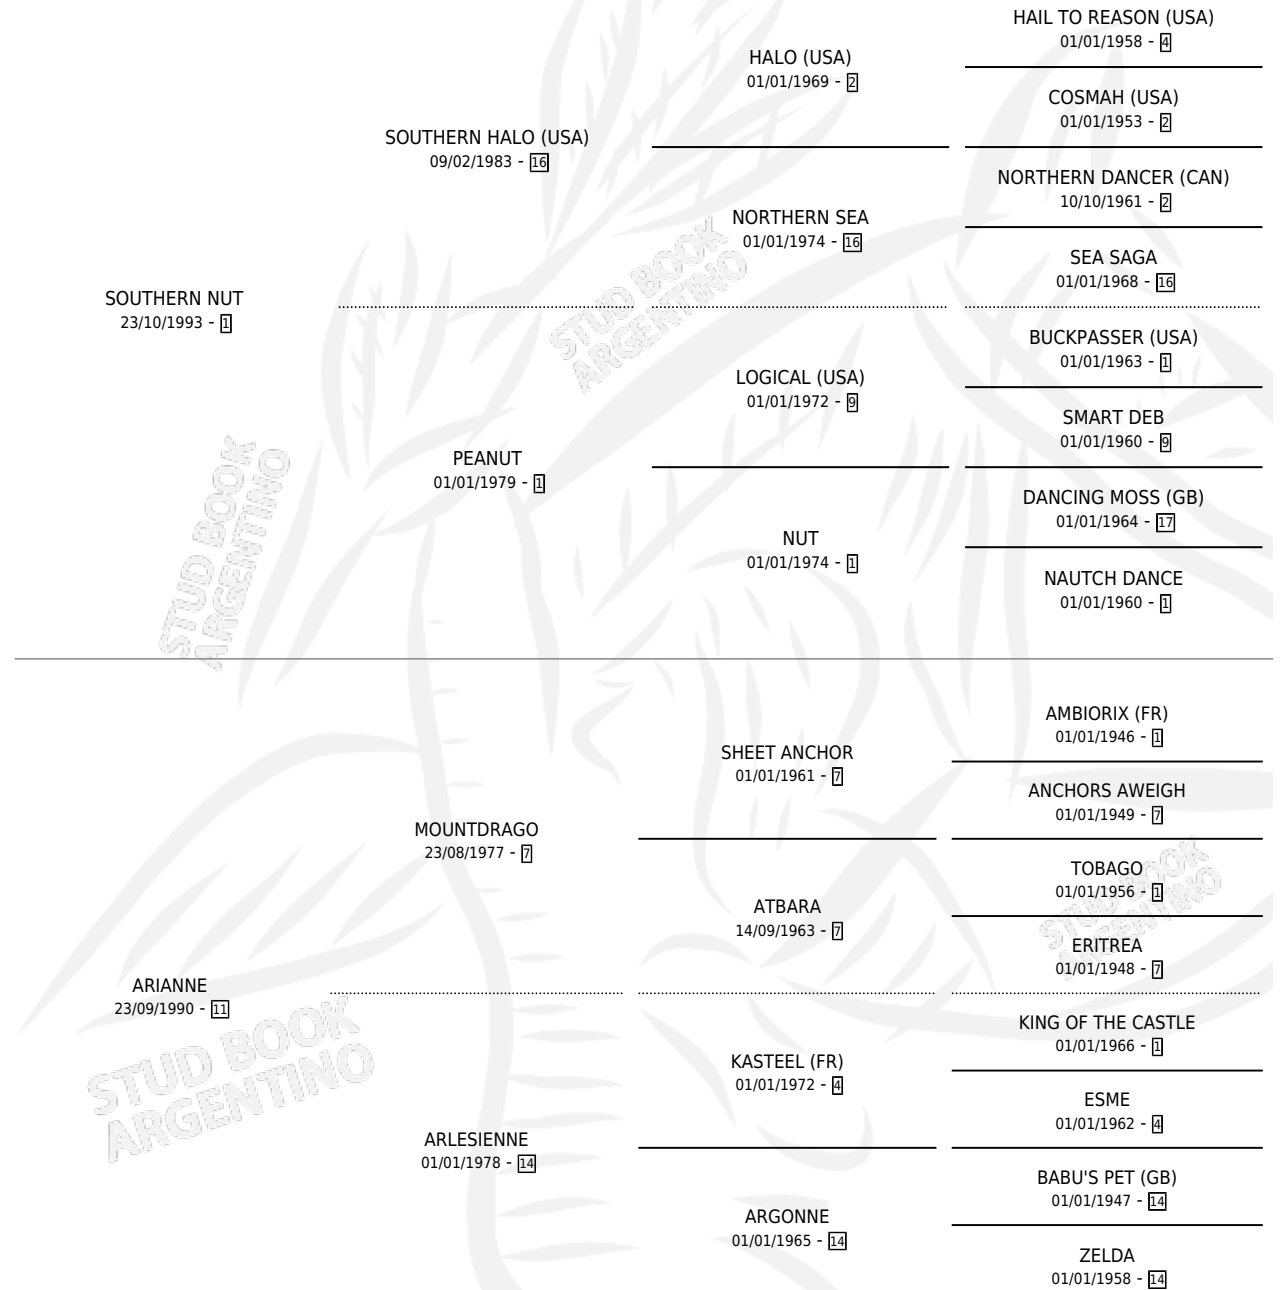 HAIL TO REASON (USA)
01/01/1958 - 4
HALO (USA)
01/01/1969 - 2
COSMAH (USA)
01/01/1953 - 2
SOUTHERN HALO (USA)
09/02/1983 - 16
NORTHERN DANCER (CAN)
10/10/1961 - 2
NORTHERN SEA
01/01/1974 - 16
SEA SAGA
01/01/1968 - 16
SOUTHERN NUT
23/10/1993 - 1
BUCKPASSER (USA)
01/01/1963 - 1
LOGICAL (USA)
01/01/1972 - 9
SMART DEB
01/01/1960 - 9
PEANUT
01/01/1979 - 1
DANCING MOSS (GB)
01/01/1964 - 17
NUT
01/01/1974 - 1
NAUTCH DANCE
01/01/1960 - 1
AMBIORIX (FR)
01/01/1946 - 1
SHEET ANCHOR
01/01/1961 - 7
ANCHORS AWEIGH
01/01/1949 - 7
MOUNTDRAGO
23/08/1977 - 7
TOBAGO
01/01/1956 - 1
ATBARA
14/09/1963 - 7
ERITREA
01/01/1948 - 7
ARIANNE
23/09/1990 - 11
KING OF THE CASTLE
01/01/1966 - 1
KASTEEL (FR)
01/01/1972 - 4
ESME
01/01/1962 - 4
ARLESIENNE
01/01/1978 - 14
BABU'S PET (GB)
01/01/1947 - 14
ARGONNE
01/01/1965 - 14
ZELDA
01/01/1958 - 14
STUD BOOK
ARGENTINO
STUD BOOK
ARGENTINO
STUD BOOK
ARGENTINO
STUD BOOK
ARGENTINO